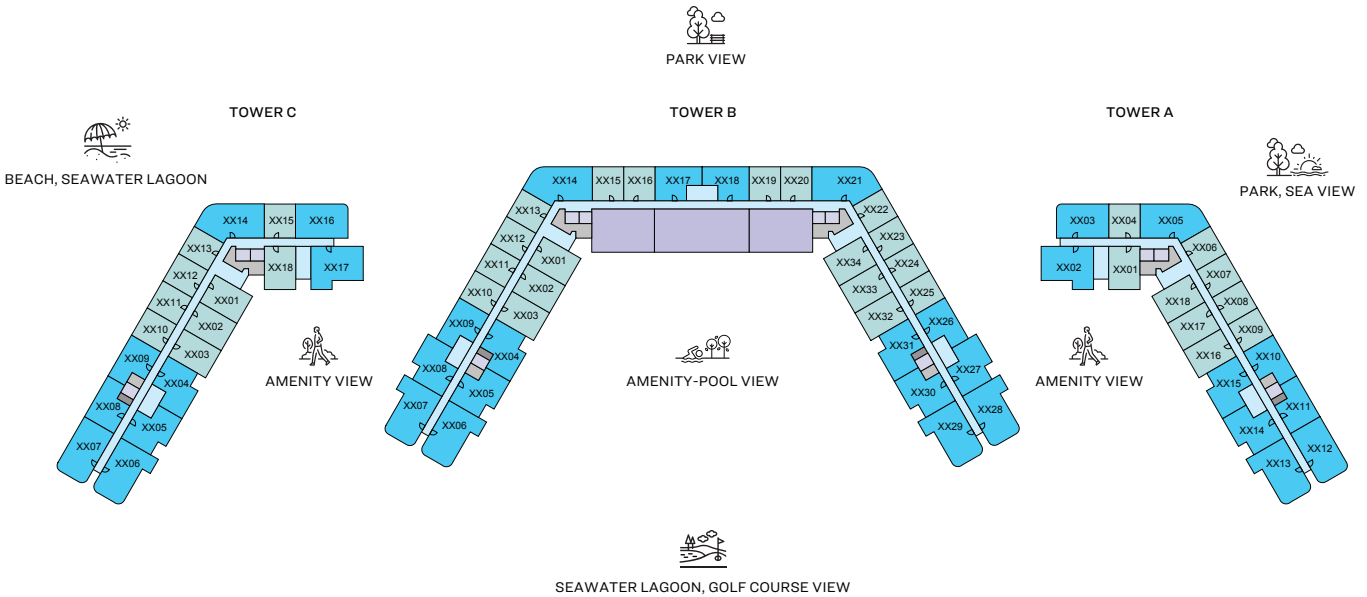 PARK VIEW
TOWER C
TOWER B
TOWER A
BEACH, SEAWATER LAGOON
PARK, SEA VIEW
XX14
XX15
XX16
XX13
XX12
XX11
XX10
XX09
XX08
XX07
XX06
XX05
XX04
XX03
XX02
XX01
XX18
XX17
AMENITY VIEW
XX14
XX15
XX16
XX17
XX18
XX19
XX20
XX21
XX13
XX12
XX11
XX10
XX09
XX08
XX07
XX06
XX05
XX04
XX03
XX02
XX01
XX22
XX23
XX24
XX25
XX26
XX27
XX28
XX29
XX30
XX31
XX32
XX33
XX34
AMENITY-POOL VIEW
XX03
XX04
XX05
XX02
XX01
XX06
XX07
XX08
XX09
XX10
XX11
XX12
XX13
XX14
XX15
XX16
XX17
XX18
AMENITY VIEW
SEAWATER LAGOON, GOLF COURSE VIEW